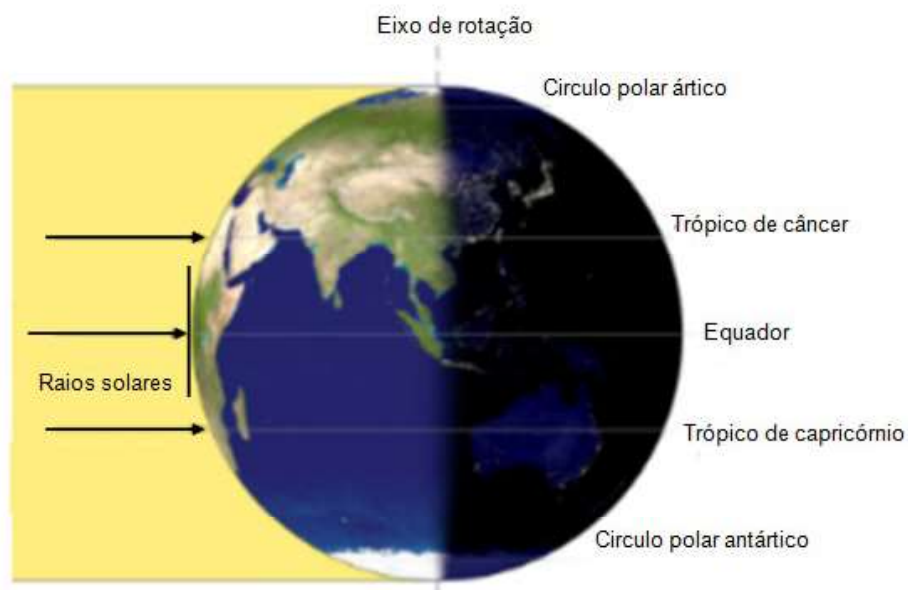 Eixo de rotação
Circulo polar ártico
Trópico de câncer
Equador
Raios solares
Trópico de capricórnio
Circulo polar antártico